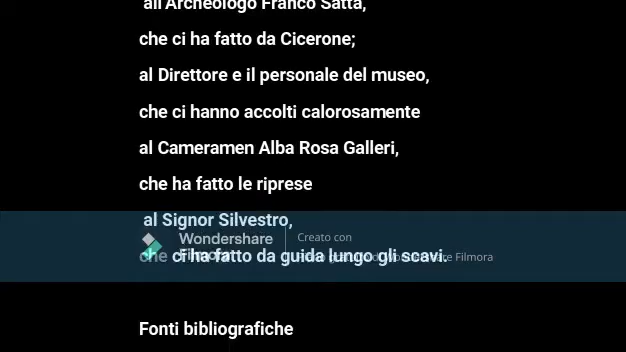 all'Archeologo Franco Satta,
che ci ha fatto da Cicerone;
al Direttore e il personale del museo,
che ci hanno accolti calorosamente
al Cameramen Alba Rosa Galleri,
che ha fatto le riprese
al Signor Silvestro,
Wondershare
Creato con
che ci ha fatto da guida lungo gli scavi.
Filmora
Fonti bibliografiche